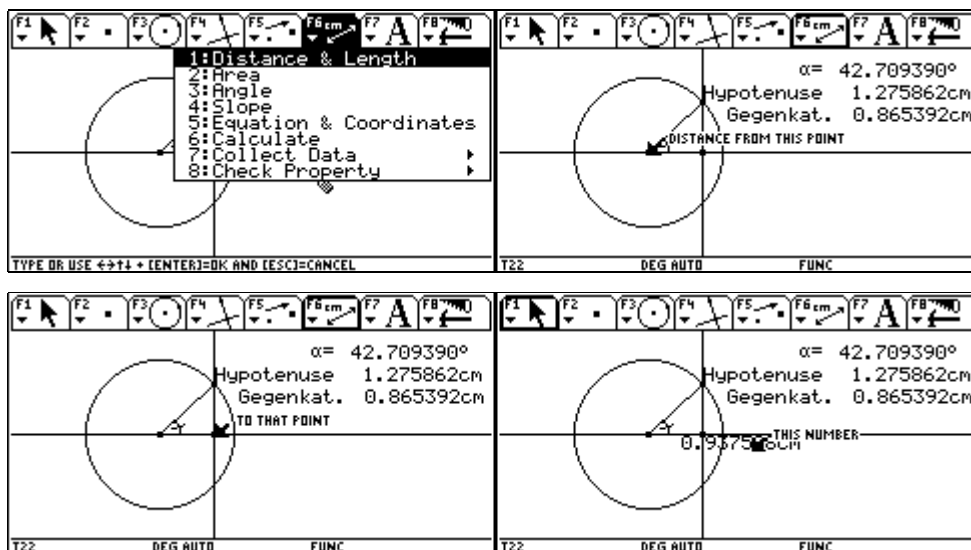 F1 F2 F3 F4 F5 F6 cm F7 A F8
1:Distance & Length
2:Area
3:Angle
4:Slope
5:Equation & Coordinates
6:Calculate
7:Collect Data
8:Check Property
TYPE OR USE ←→↑↓ + [ENTER]=OK AND [ESC]=CANCEL
F1 F2 F3 F4 F5 F6 cm F7 A F8
α= 42.709390°
Hypotenuse 1.275862cm
Gegenkat. 0.865392cm
DISTANCE FROM THIS POINT
T22 DEG AUTO FUNC
F1 F2 F3 F4 F5 F6 cm F7 A F8
α= 42.709390°
Hypotenuse 1.275862cm
Gegenkat. 0.865392cm
TO THAT POINT
T22 DEG AUTO FUNC
F1 F2 F3 F4 F5 F6 cm F7 A F8
α= 42.709390°
Hypotenuse 1.275862cm
Gegenkat. 0.865392cm
THIS NUMBER
T22 DEG AUTO FUNC